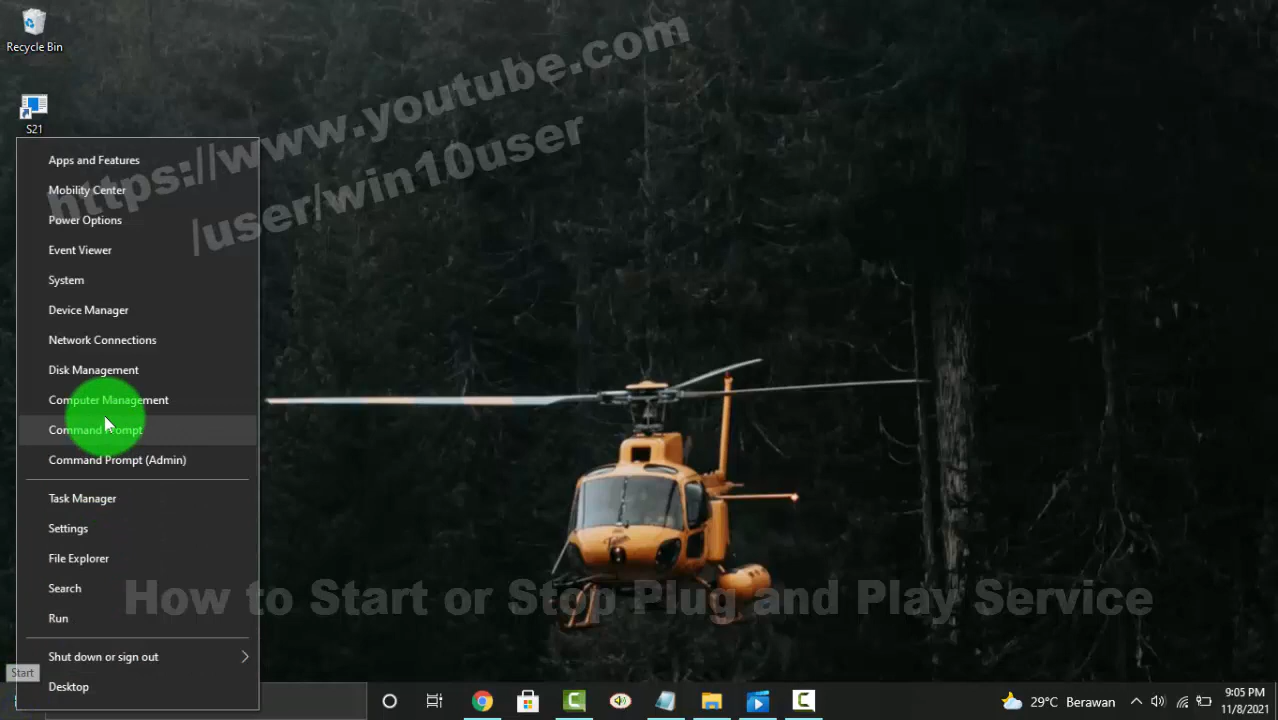 Recycle Bin
S21
https://www.youtube.com
/user/win10user
Apps and Features
Mobility Center
Power Options
Event Viewer
System
Device Manager
Network Connections
Disk Management
Computer Management
Command Prompt
Command Prompt (Admin)
Task Manager
Settings
File Explorer
Search
Run
Shut down or sign out
Desktop
How to Start or Stop Plug and Play Service
Start
29°C Berawan
9:05 PM
11/8/2021